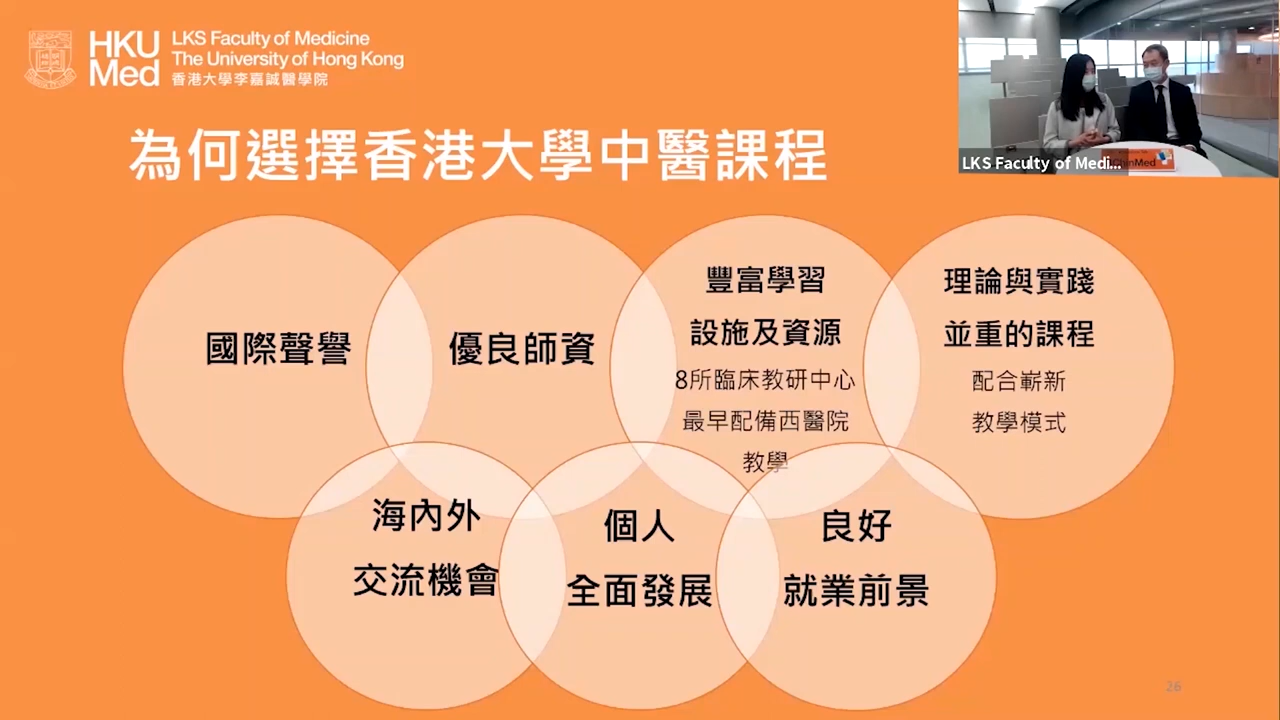 HKU
Med
LKS Faculty of Medicine
The University of Hong Kong
香港大學李嘉誠醫學院
LKS Faculty of Medi...
ChinMed
為何選擇香港大學中醫課程
國際聲譽
優良師資
豐富學習
設施及資源
8所臨床教研中心
最早配備西醫院
教學
理論與實踐
並重的課程
配合嶄新
教學模式
海內外
交流機會
個人
全面發展
良好
就業前景
26